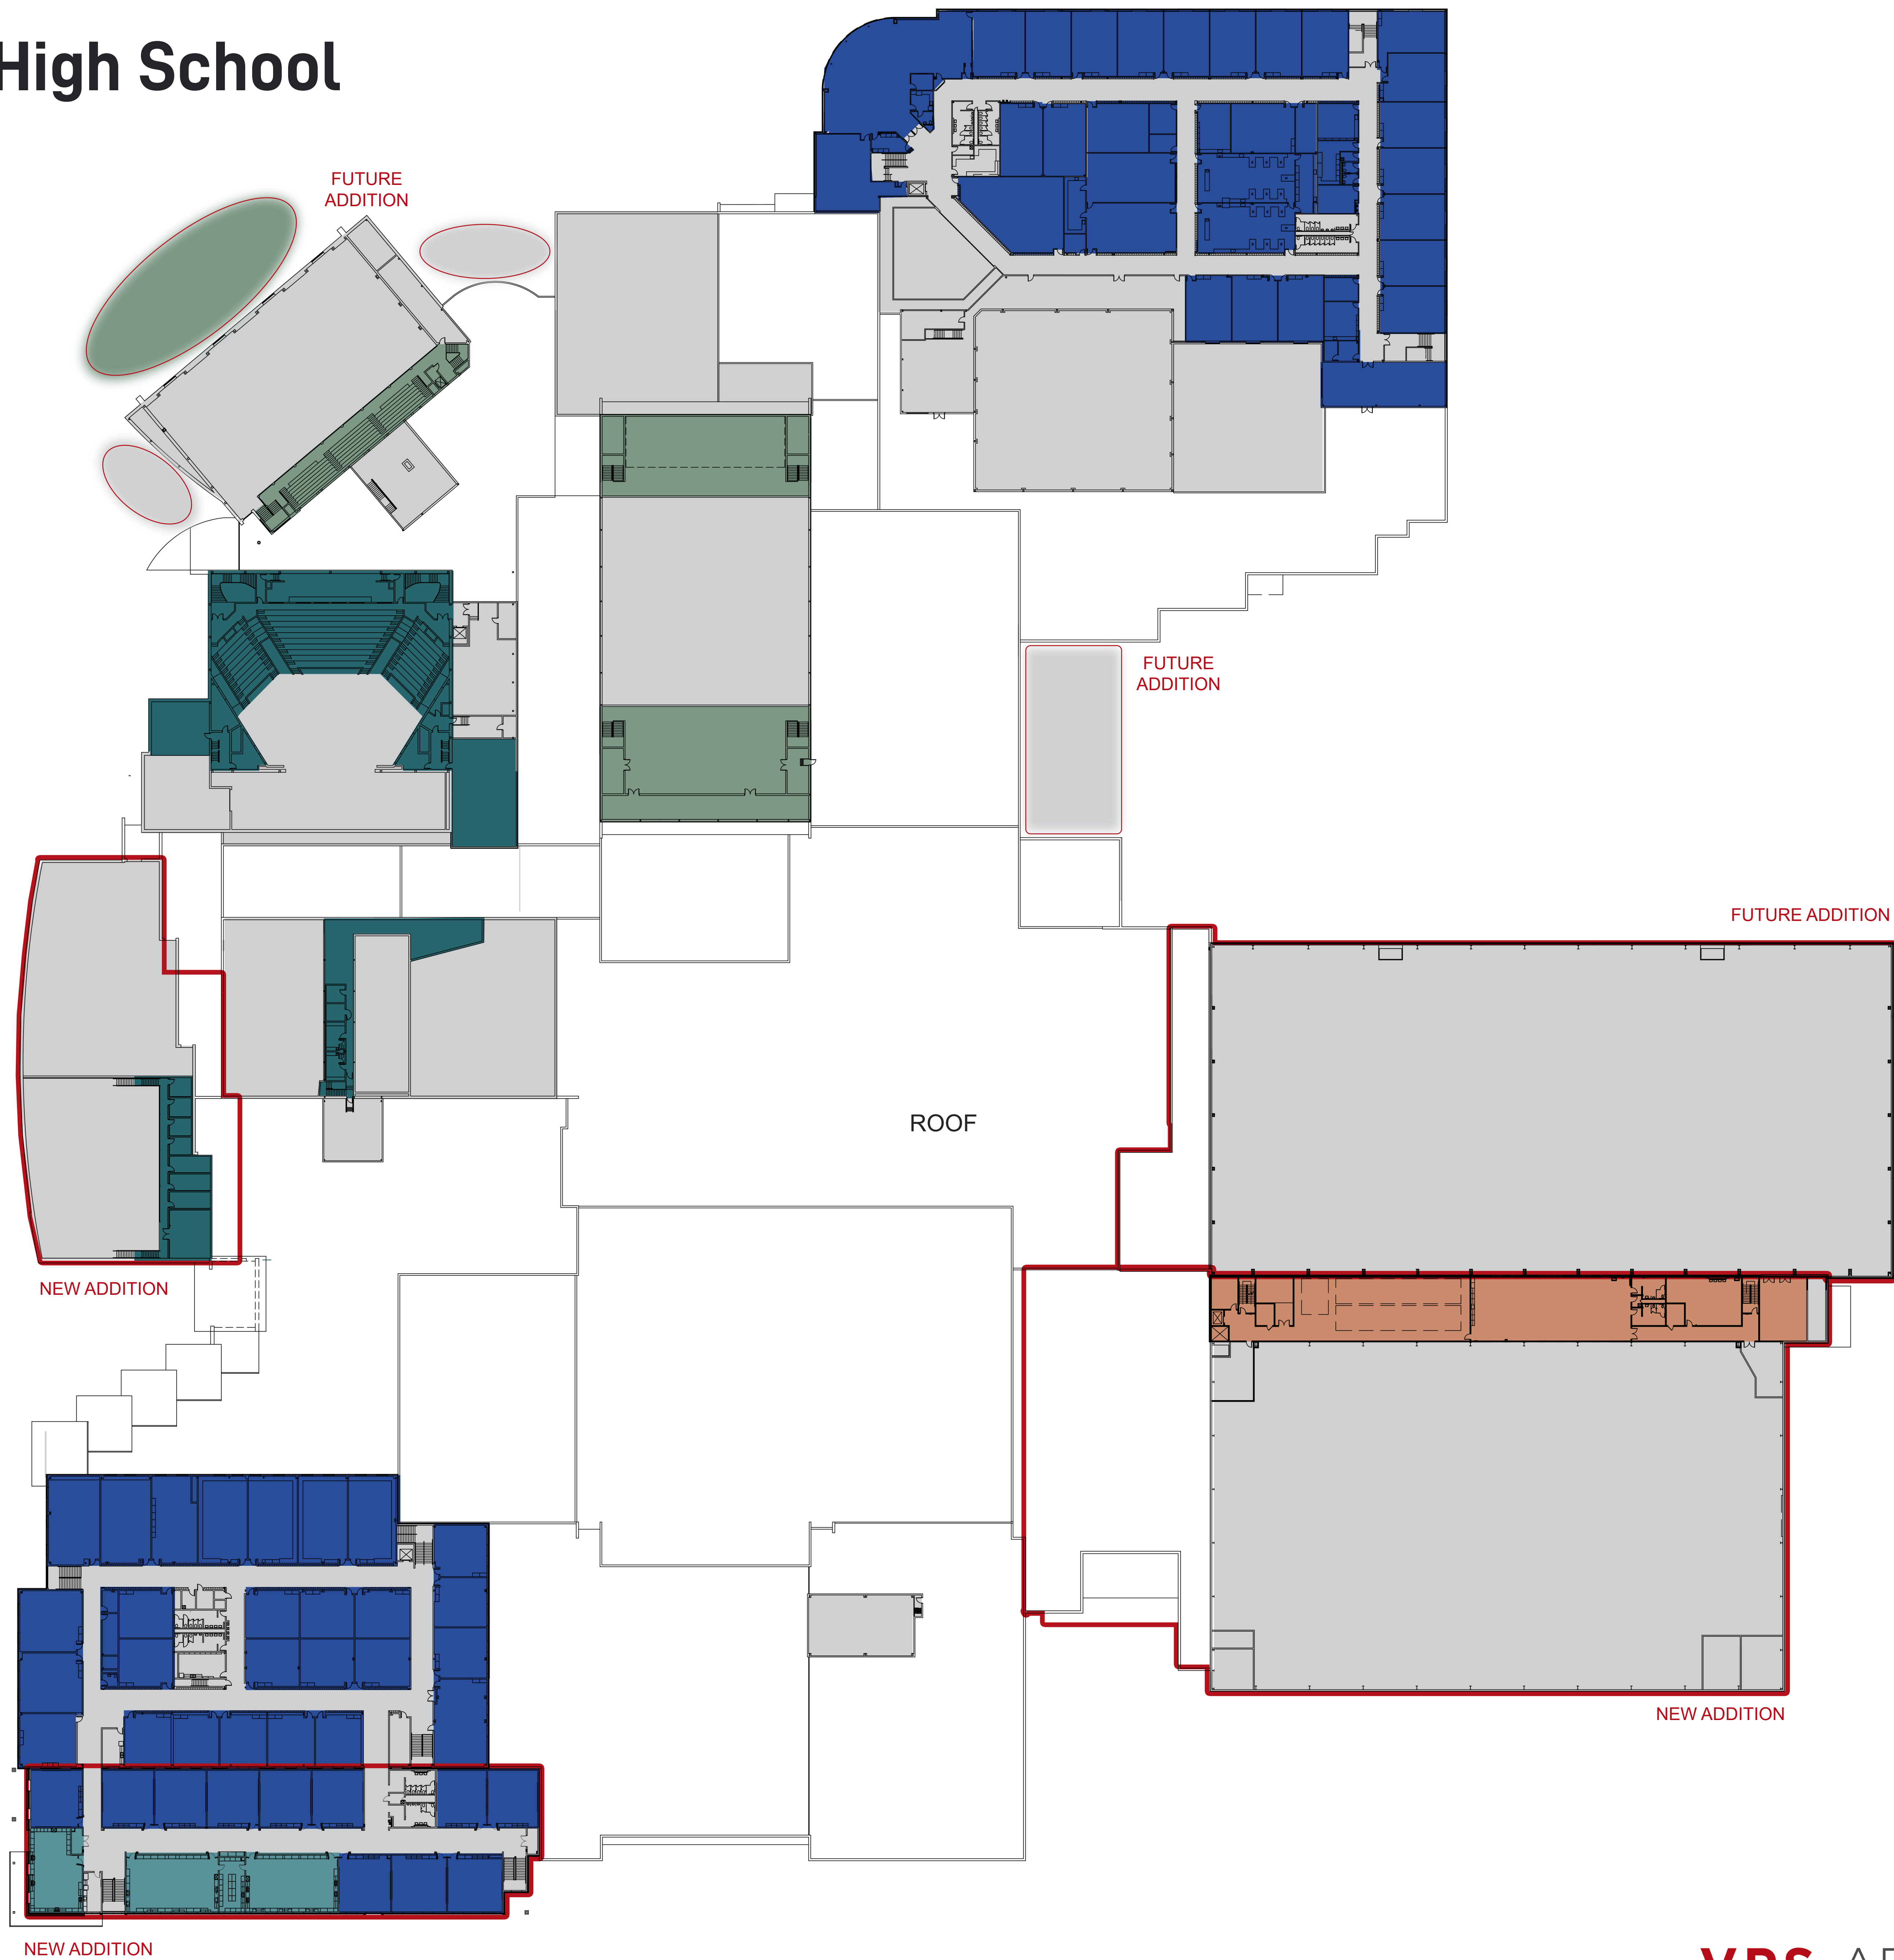 High School
FUTURE
ADDITION
FUTURE
ADDITION
FUTURE ADDITION
ROOF
NEW ADDITION
NEW ADDITION
NEW ADDITION